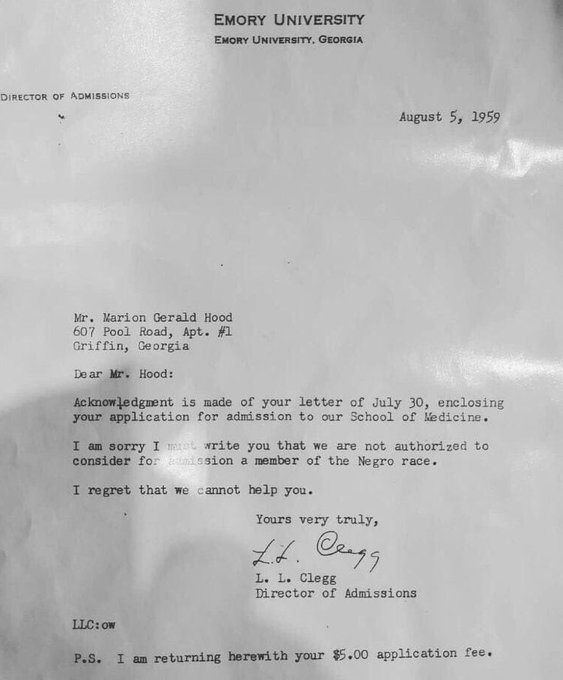 EMORY UNIVERSITY
EMORY UNIVERSITY, GEORGIA
DIRECTOR OF ADMISSIONS
August 5, 1959
Mr. Marion Gerald Hood
607 Pool Road, Apt. #1
Griffin, Georgia
Dear Mr. Hood:
Acknowledgment is made of your letter of July 30, enclosing
your application for admission to our School of Medicine.
I am sorry I must write you that we are not authorized to
consider for admission a member of the Negro race.
I regret that we cannot help you.
Yours very truly,
L. L. Clegg
L. L. Clegg
Director of Admissions
LLC:ow
P.S. I am returning herewith your $5.00 application fee.